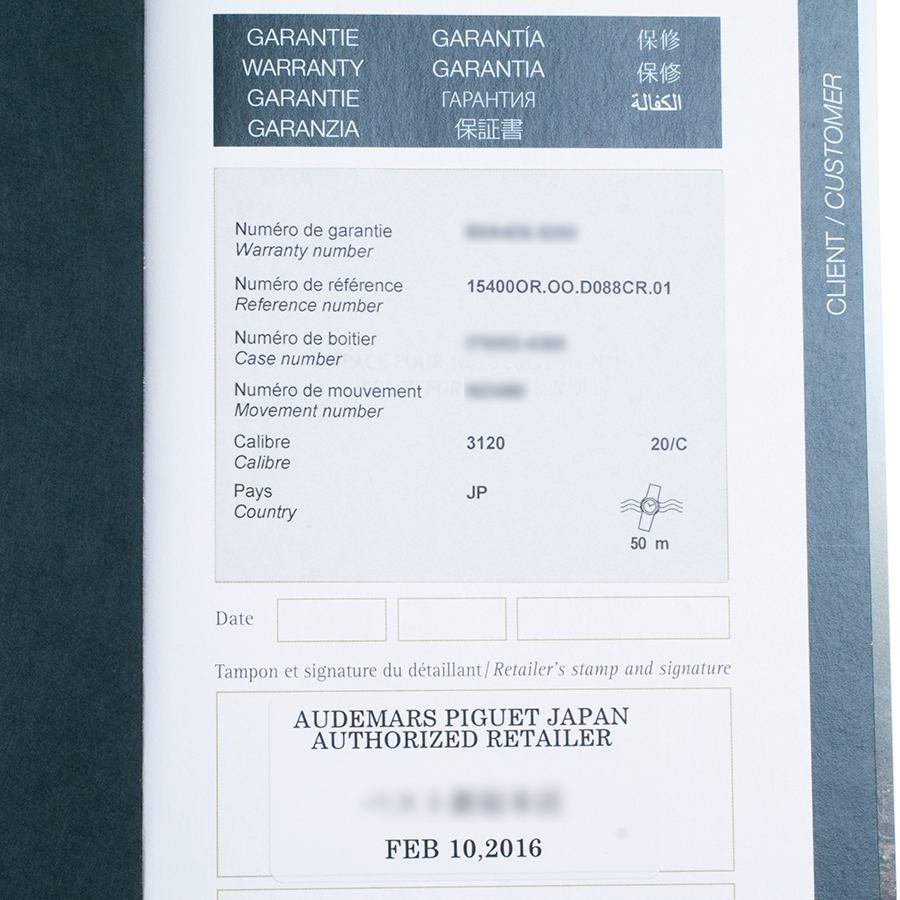 GARANTIE GARANTÍA 保修
WARRANTY GARANTIA 保修
GARANTIE ГАРАНТИЯ الكفالة
GARANZIA 保証書
CLIENT / CUSTOMER
Numéro de garantie
Warranty number
Numéro de référence 15400OR.OO.D088CR.01
Reference number
Numéro de boitier
Case number
Numéro de mouvement
Movement number
Calibre 3120 20/C
Calibre
Pays JP
Country
50 m
Date
Tampon et signature du détaillant / Retailer's stamp and signature
AUDEMARS PIGUET JAPAN
AUTHORIZED RETAILER
FEB 10,2016